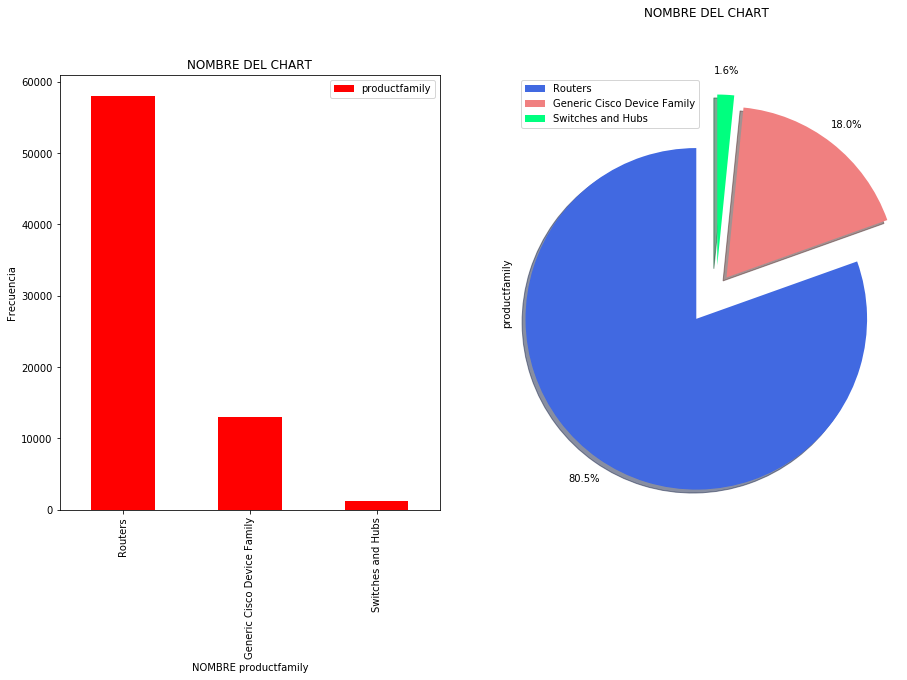 NOMBRE DEL CHART
productfamily
60000
50000
40000
30000
20000
10000
0
Frecuencia
Routers
Generic Cisco Device Family
Switches and Hubs
NOMBRE productfamily
NOMBRE DEL CHART
Routers
Generic Cisco Device Family
Switches and Hubs
1.6%
18.0%
80.5%
productfamily